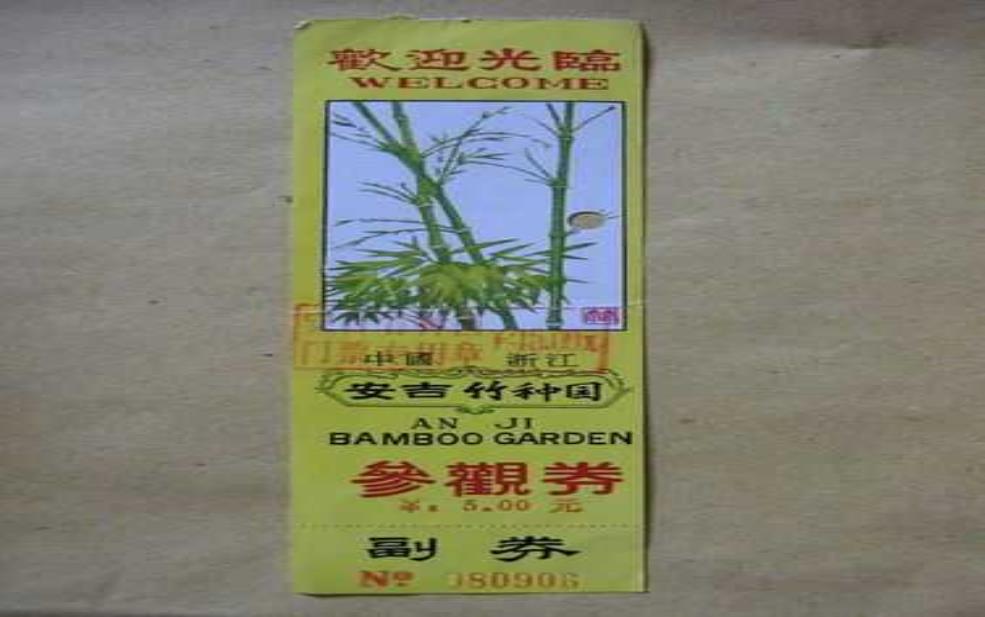 歡迎光臨
WELCOME
中國 浙江
安吉竹种园
AN JI
BAMBOO GARDEN
參觀券
¥: 5.00 元
副 券
№ 080906